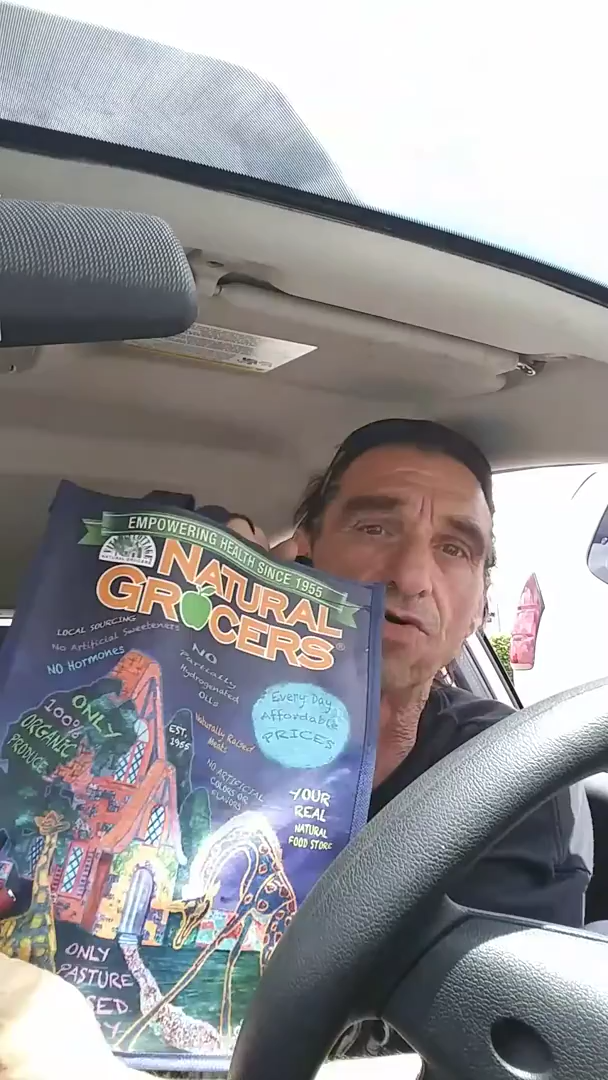 EMPOWERING HEALTH SINCE 1955
NATURAL GROCERS
NATURAL
GROCERS®
LOCAL SOURCING
No Artificial Sweeteners
NO Hormones
NO
Partially
Hydrogenated
OILS
Every Day
Affordable
PRICES
ONLY
100%
ORGANIC
PRODUCE
EST.
1955
Naturally Raised
Meats
NO ARTIFICIAL
COLORS OR
FLAVORS
YOUR
REAL
NATURAL
FOOD STORE
ONLY
PASTURE